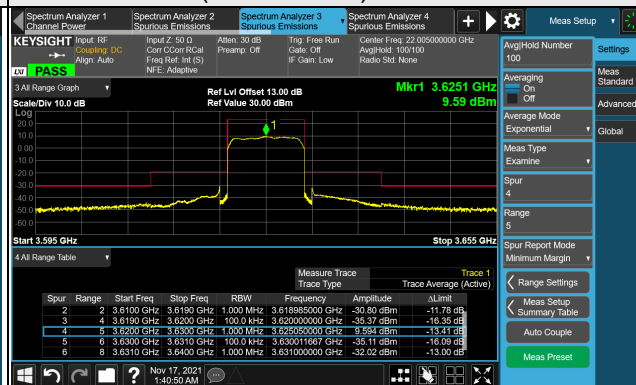 Spectrum Analyzer 1
Channel Power
Spectrum Analyzer 2
Spurious Emissions
Spectrum Analyzer 3
Spurious Emissions
Spectrum Analyzer 4
Spurious Emissions
Meas Setup
KEYSIGHT
Input: RF
Coupling: DC
Align: Auto
Input Z: 50 Ω
Corr CCorr RCal
Freq Ref: Int (S)
NFE: Adaptive
Atten: 30 dB
Preamp: Off
Trig: Free Run
Gate: Off
IF Gain: Low
Center Freq: 22.005000000 GHz
Avg|Hold: 100/100
Radio Std: None
LXI PASS
3 All Range Graph
Scale/Div 10.0 dB
Ref Lvl Offset 13.00 dB
Ref Value 30.00 dBm
Mkr1 3.6251 GHz
9.59 dBm
Log
20.0
10.0
0.00
-10.0
-20.0
-30.0
-40.0
-50.0
-60.0
1
Start 3.595 GHz
Stop 3.655 GHz
4 All Range Table
Measure Trace Trace 1
Trace Type Trace Average (Active)
Spur Range Start Freq Stop Freq RBW Frequency Amplitude ΔLimit
2 2 3.6100 GHz 3.6190 GHz 1.000 MHz 3.618985000 GHz -30.80 dBm -11.78 dB
3 4 3.6190 GHz 3.6200 GHz 100.0 kHz 3.620000000 GHz -35.37 dBm -16.35 dB
4 5 3.6200 GHz 3.6300 GHz 1.000 MHz 3.625050000 GHz 9.594 dBm -13.41 dB
5 6 3.6300 GHz 3.6310 GHz 100.0 kHz 3.630011667 GHz -35.11 dBm -16.09 dB
6 8 3.6310 GHz 3.6400 GHz 1.000 MHz 3.631000000 GHz -32.02 dBm -13.00 dB
Avg|Hold Number
100
Averaging
On
Off
Average Mode
Exponential
Meas Type
Examine
Spur
4
Range
5
Spur Report Mode
Minimum Margin
Range Settings
Meas Setup
Summary Table
Auto Couple
Meas Preset
Settings
Meas
Standard
Advanced
Global
Nov 17, 2021
1:40:50 AM